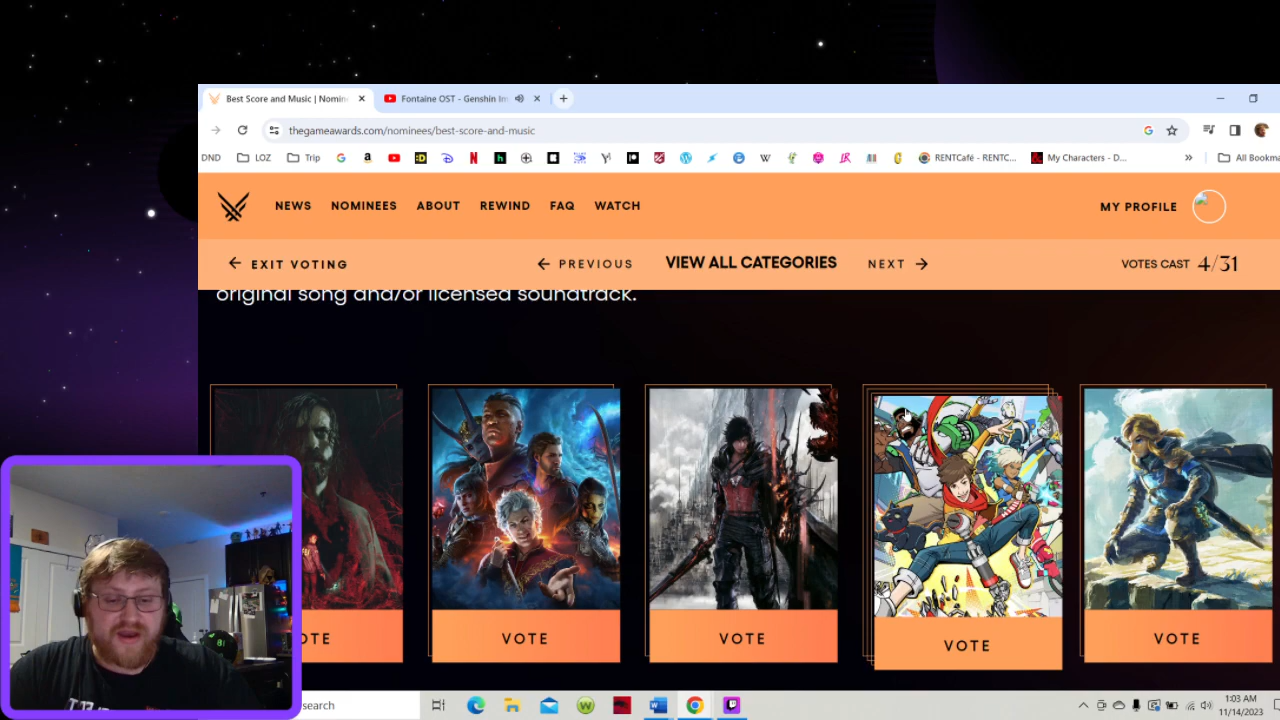 Best Score and Music | Nomine
Fontaine OST - Genshin Im
thegameawards.com/nominees/best-score-and-music
DND LOZ Trip RENTCafé - RENTC... My Characters - D... » All Bookma
NEWS NOMINEES ABOUT REWIND FAQ WATCH MY PROFILE
EXIT VOTING PREVIOUS VIEW ALL CATEGORIES NEXT VOTES CAST 4/31
original song and/or licensed soundtrack.
OTE VOTE VOTE VOTE VOTE
search
1:03 AM
11/14/2023